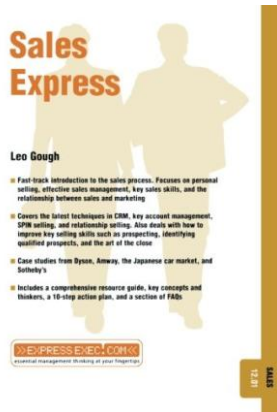 Sales
Express
Leo Gough
Fast-track introduction to the sales process. Focuses on personal
selling, effective sales management, key sales skills, and the
relationship between sales and marketing
Covers the latest techniques in CRM, key account management,
SPIN selling, and relationship selling. Also deals with how to
improve key selling skills such as prospecting, identifying
qualified prospects, and the art of the close
Case studies from Dyson, Amway, the Japanese car market, and
Sotheby's
Includes a comprehensive resource guide, key concepts and
thinkers, a 10-step action plan, and a section of FAQs
EXPRESS EXEC.COM
essential management thinking at your fingertips
SALES
12.01